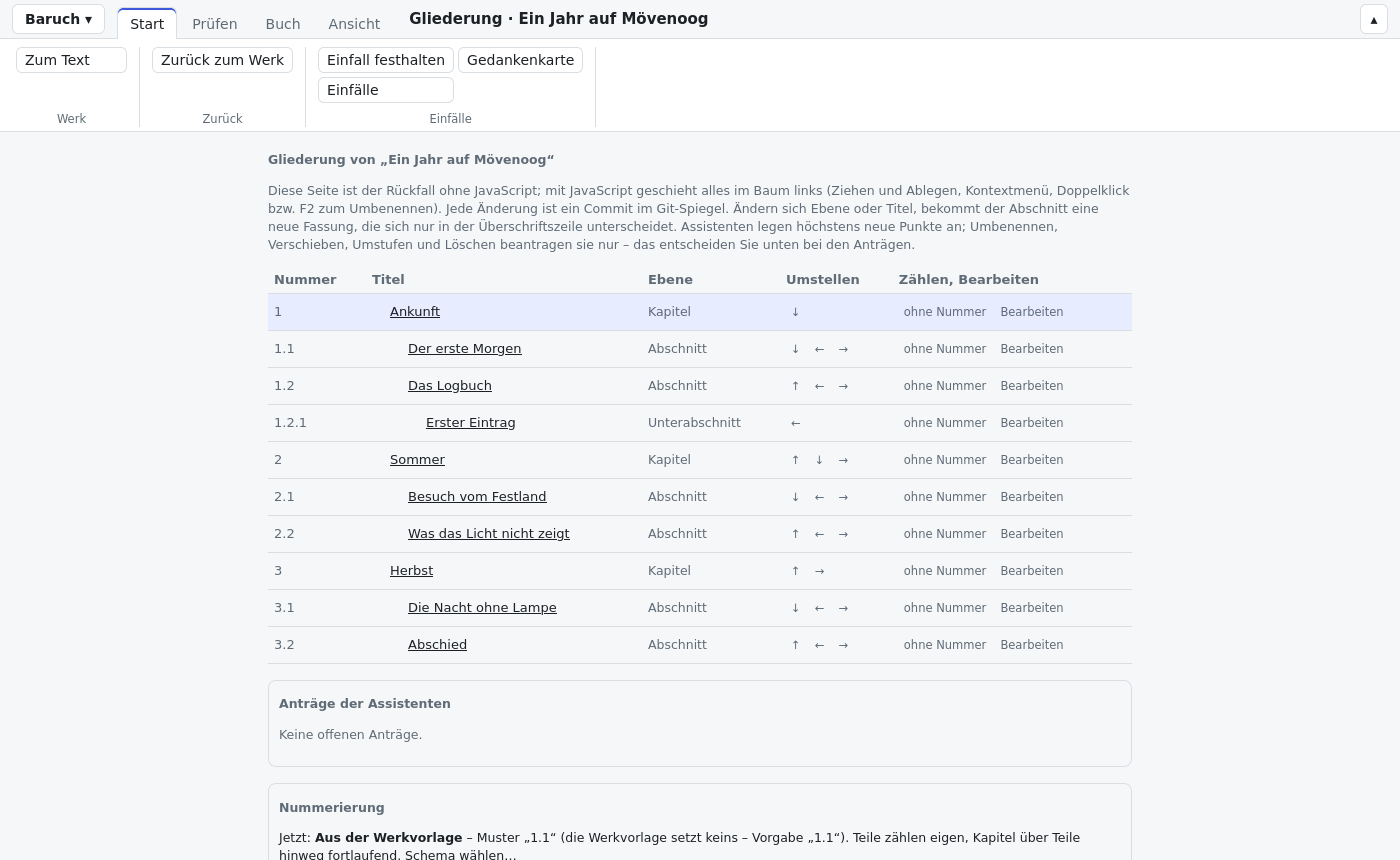 Baruch ▾ Start Prüfen Buch Ansicht Gliederung · Ein Jahr auf Mövenoog ▴
Zum Text Zurück zum Werk Einfall festhalten Gedankenkarte
Einfälle
Werk Zurück Einfälle
Gliederung von „Ein Jahr auf Mövenoog“
Diese Seite ist der Rückfall ohne JavaScript; mit JavaScript geschieht alles im Baum links (Ziehen und Ablegen, Kontextmenü, Doppelklick
bzw. F2 zum Umbenennen). Jede Änderung ist ein Commit im Git-Spiegel. Ändern sich Ebene oder Titel, bekommt der Abschnitt eine
neue Fassung, die sich nur in der Überschriftszeile unterscheidet. Assistenten legen höchstens neue Punkte an; Umbenennen,
Verschieben, Umstufen und Löschen beantragen sie nur – das entscheiden Sie unten bei den Anträgen.
Nummer Titel Ebene Umstellen Zählen, Bearbeiten
1 Ankunft Kapitel ↓ ohne Nummer Bearbeiten
1.1 Der erste Morgen Abschnitt ↓ ← → ohne Nummer Bearbeiten
1.2 Das Logbuch Abschnitt ↑ ← → ohne Nummer Bearbeiten
1.2.1 Erster Eintrag Unterabschnitt ← ohne Nummer Bearbeiten
2 Sommer Kapitel ↑ ↓ → ohne Nummer Bearbeiten
2.1 Besuch vom Festland Abschnitt ↓ ← → ohne Nummer Bearbeiten
2.2 Was das Licht nicht zeigt Abschnitt ↑ ← → ohne Nummer Bearbeiten
3 Herbst Kapitel ↑ → ohne Nummer Bearbeiten
3.1 Die Nacht ohne Lampe Abschnitt ↓ ← → ohne Nummer Bearbeiten
3.2 Abschied Abschnitt ↑ ← → ohne Nummer Bearbeiten
Anträge der Assistenten
Keine offenen Anträge.
Nummerierung
Jetzt: Aus der Werkvorlage – Muster „1.1“ (die Werkvorlage setzt keins – Vorgabe „1.1“). Teile zählen eigen, Kapitel über Teile
hinweg fortlaufend. Schema wählen…